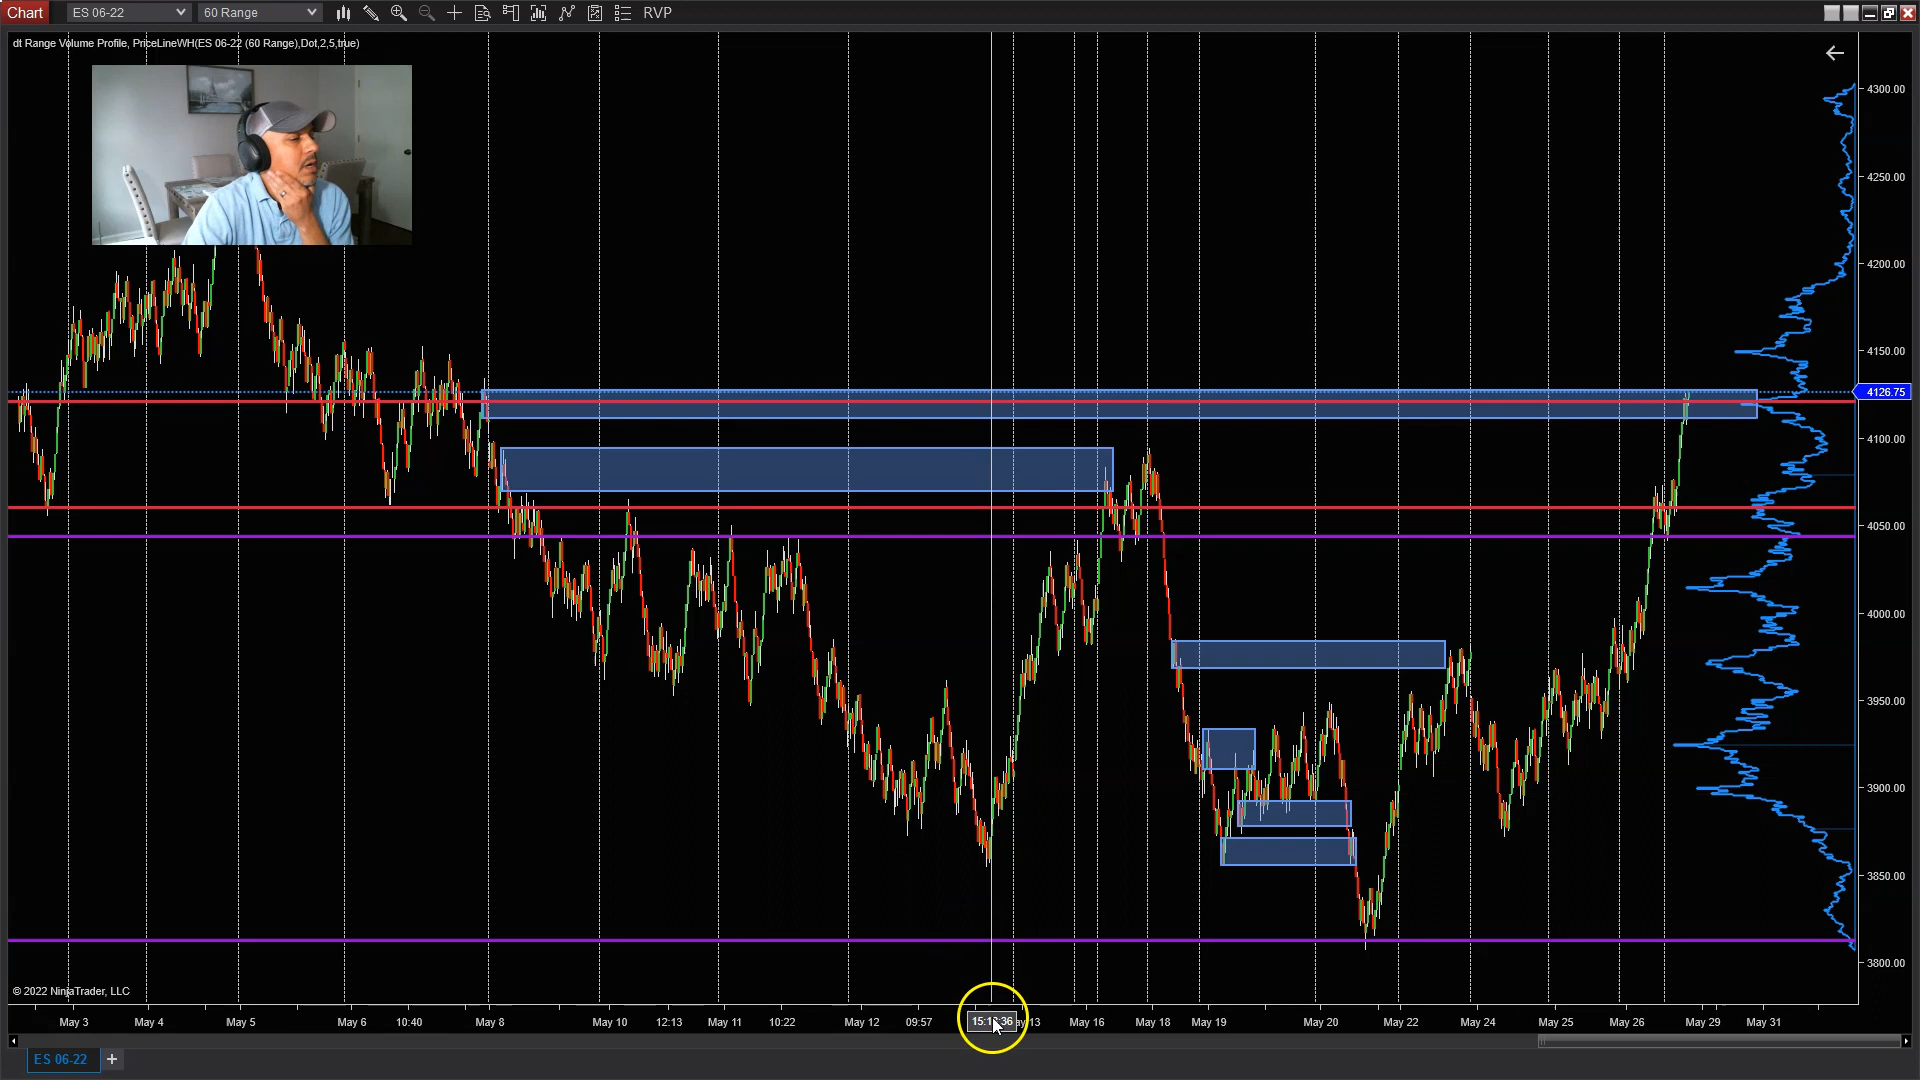 Chart
ES 06-22
60 Range
RVP
dt Range Volume Profile, PriceLineWH(ES 06-22 (60 Range),Dot,2,5,true)
4300.00
4250.00
4200.00
4150.00
4126.75
4100.00
4050.00
4000.00
3950.00
3900.00
3850.00
3800.00
© 2022 NinjaTrader, LLC
May 3 May 4 May 5 May 6 10:40 May 8 May 10 12:13 May 11 10:22 May 12 09:57 May 16 May 18 May 19 May 20 May 22 May 24 May 25 May 26 May 29 May 31
ES 06-22